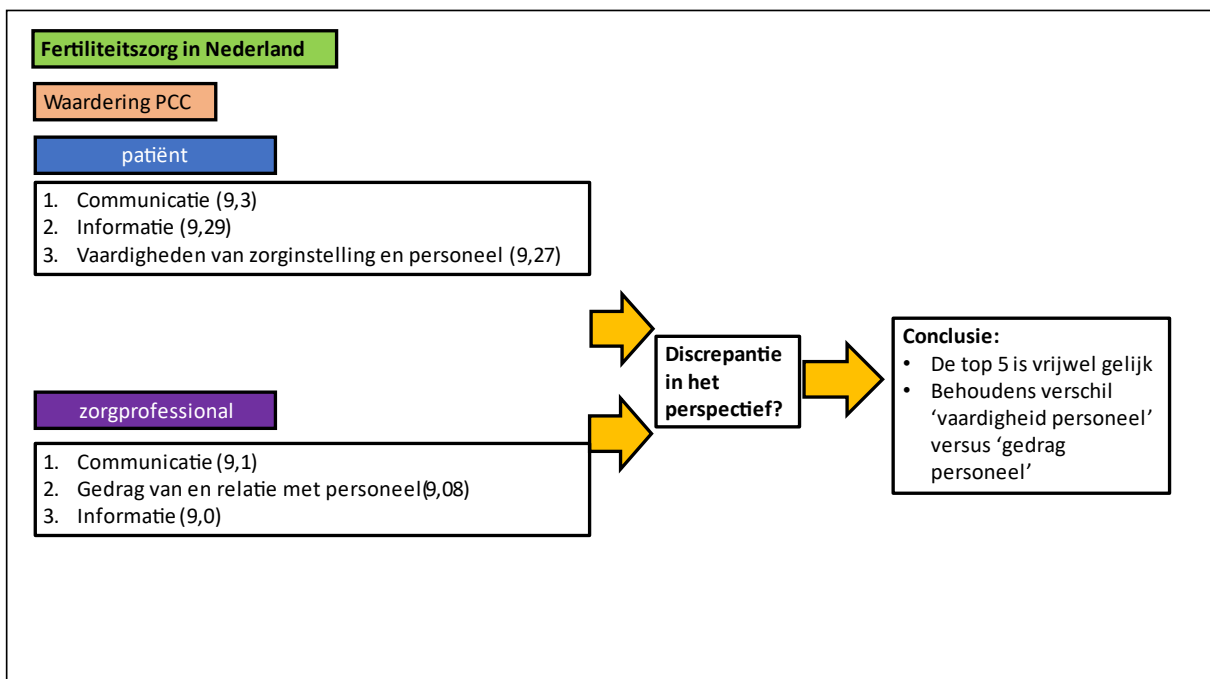 Fertiliteitszorg in Nederland
Waardering PCC
patiënt
1. Communicatie (9,3)
2. Informatie (9,29)
3. Vaardigheden van zorginstelling en personeel (9,27)
zorgprofessional
1. Communicatie (9,1)
2. Gedrag van en relatie met personeel(9,08)
3. Informatie (9,0)
Discrepantie
in het
perspectief?
Conclusie:
• De top 5 is vrijwel gelijk
• Behoudens verschil
‘vaardigheid personeel’
versus ‘gedrag
personeel’